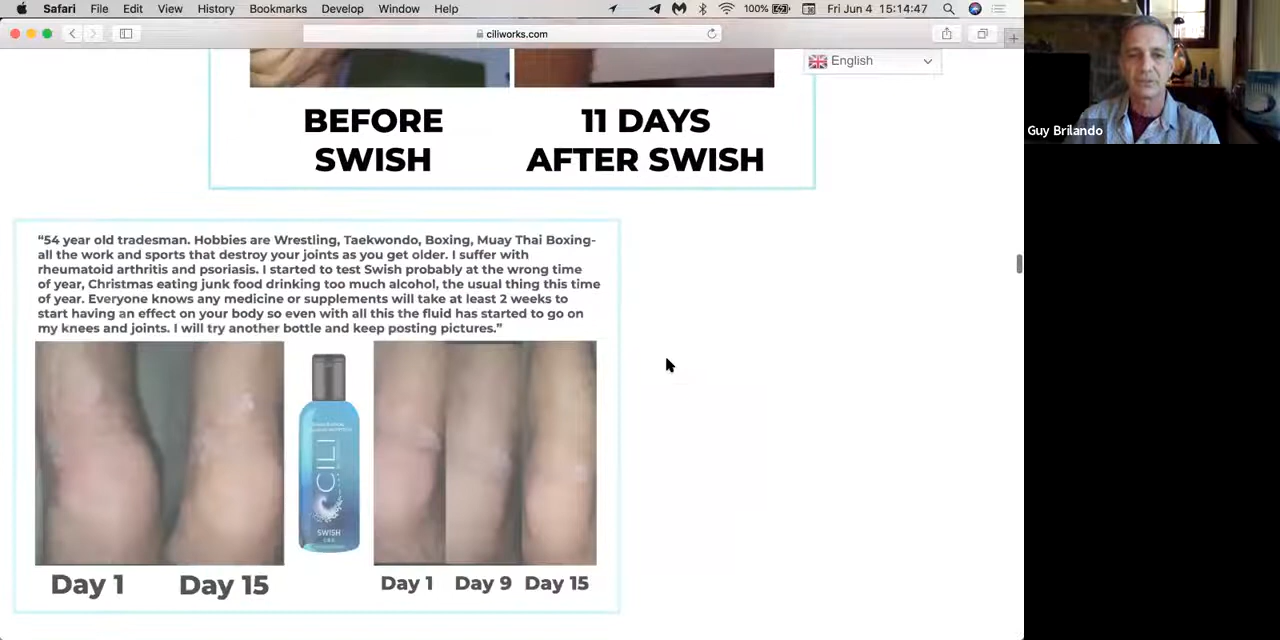 Safari File Edit View History Bookmarks Develop Window Help 100% Fri Jun 4 15:14:47
ciliworks.com
English
Guy Brilando
BEFORE SWISH
11 DAYS AFTER SWISH
“54 year old tradesman. Hobbies are Wrestling, Taekwondo, Boxing, Muay Thai Boxing-
all the work and sports that destroy your joints as you get older. I suffer with
rheumatoid arthritis and psoriasis. I started to test Swish probably at the wrong time
of year, Christmas eating junk food drinking too much alcohol, the usual thing this time
of year. Everyone knows any medicine or supplements will take at least 2 weeks to
start having an effect on your body so even with all this the fluid has started to go on
my knees and joints. I will try another bottle and keep posting pictures.”
CILI
SWISH
Day 1 Day 15
Day 1 Day 9 Day 15